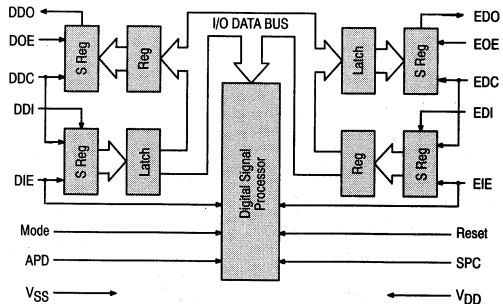 DDO
DOE
DDC
DDI
DIE
Mode
APD
VSS
S Reg
Reg
S Reg
Latch
I/O DATA BUS
Digital Signal
Processor
Latch
S Reg
Reg
S Reg
EDO
EOE
EDC
EDI
EIE
Reset
SPC
VDD